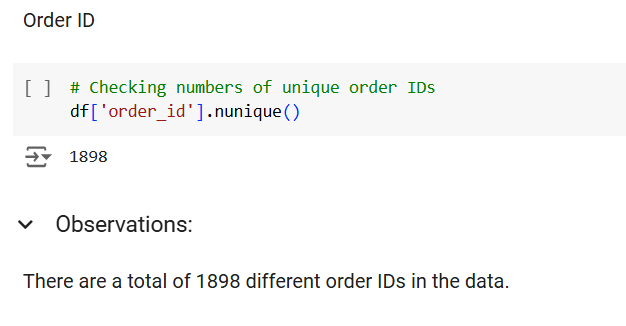 Order ID
[ ] # Checking numbers of unique order IDs
df['order_id'].nunique()
1898
Observations:
There are a total of 1898 different order IDs in the data.